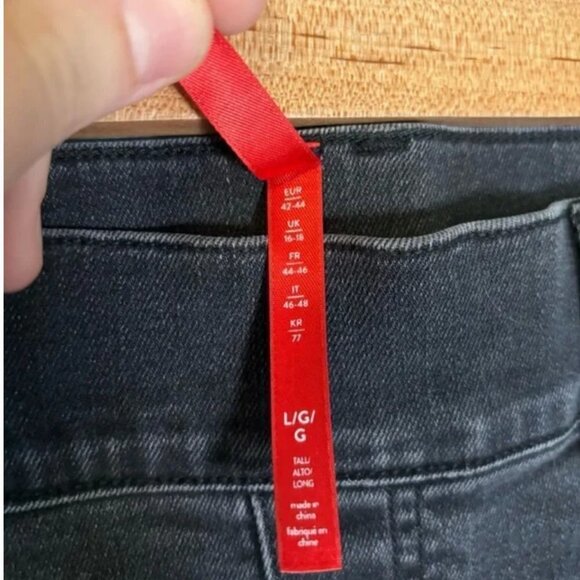 EUR
42-44
UK
16-18
FR
44-46
IT
46-48
KR
77
L/G/
G
TALL/
ALTO/
LONG
made in
china
fabriqué en
chine